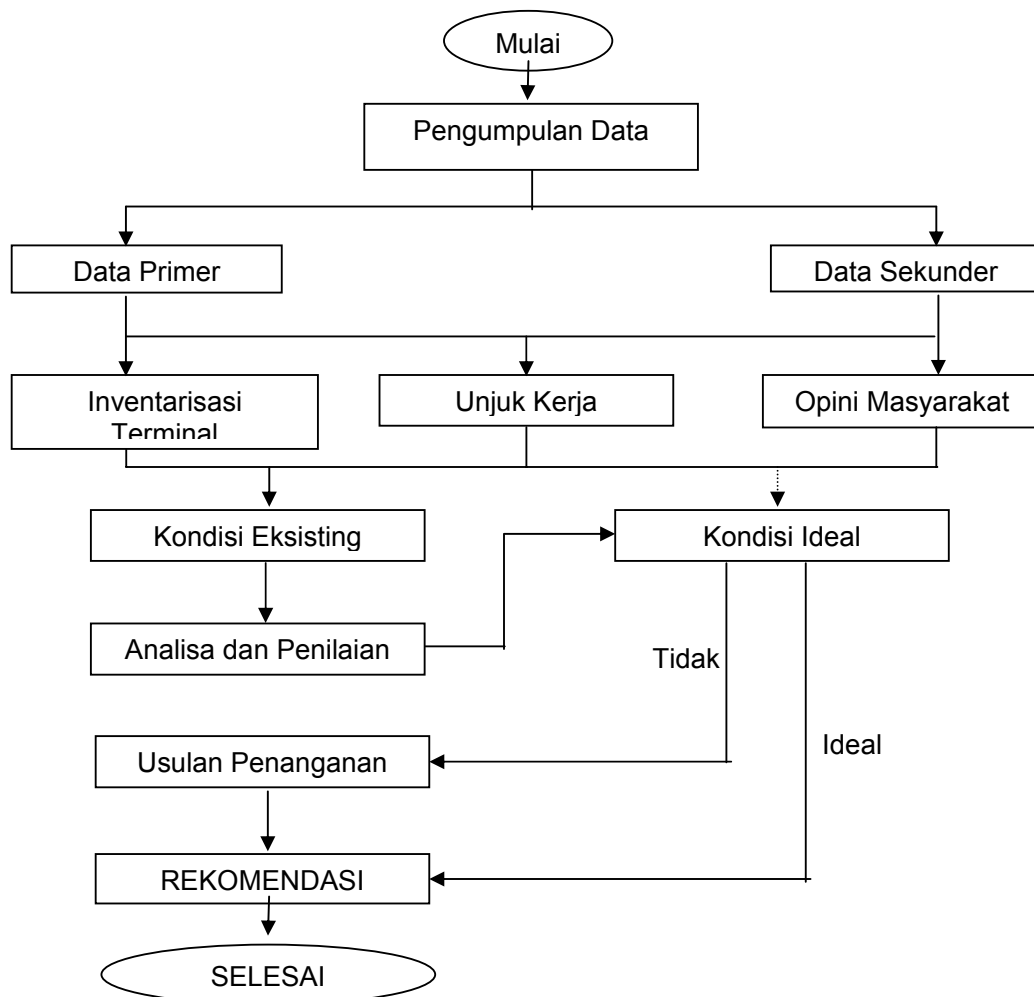 Mulai
Pengumpulan Data
Data Primer
Data Sekunder
Inventarisasi
Terminal
Unjuk Kerja
Opini Masyarakat
Kondisi Eksisting
Kondisi Ideal
Analisa dan Penilaian
Tidak
Ideal
Usulan Penanganan
REKOMENDASI
SELESAI